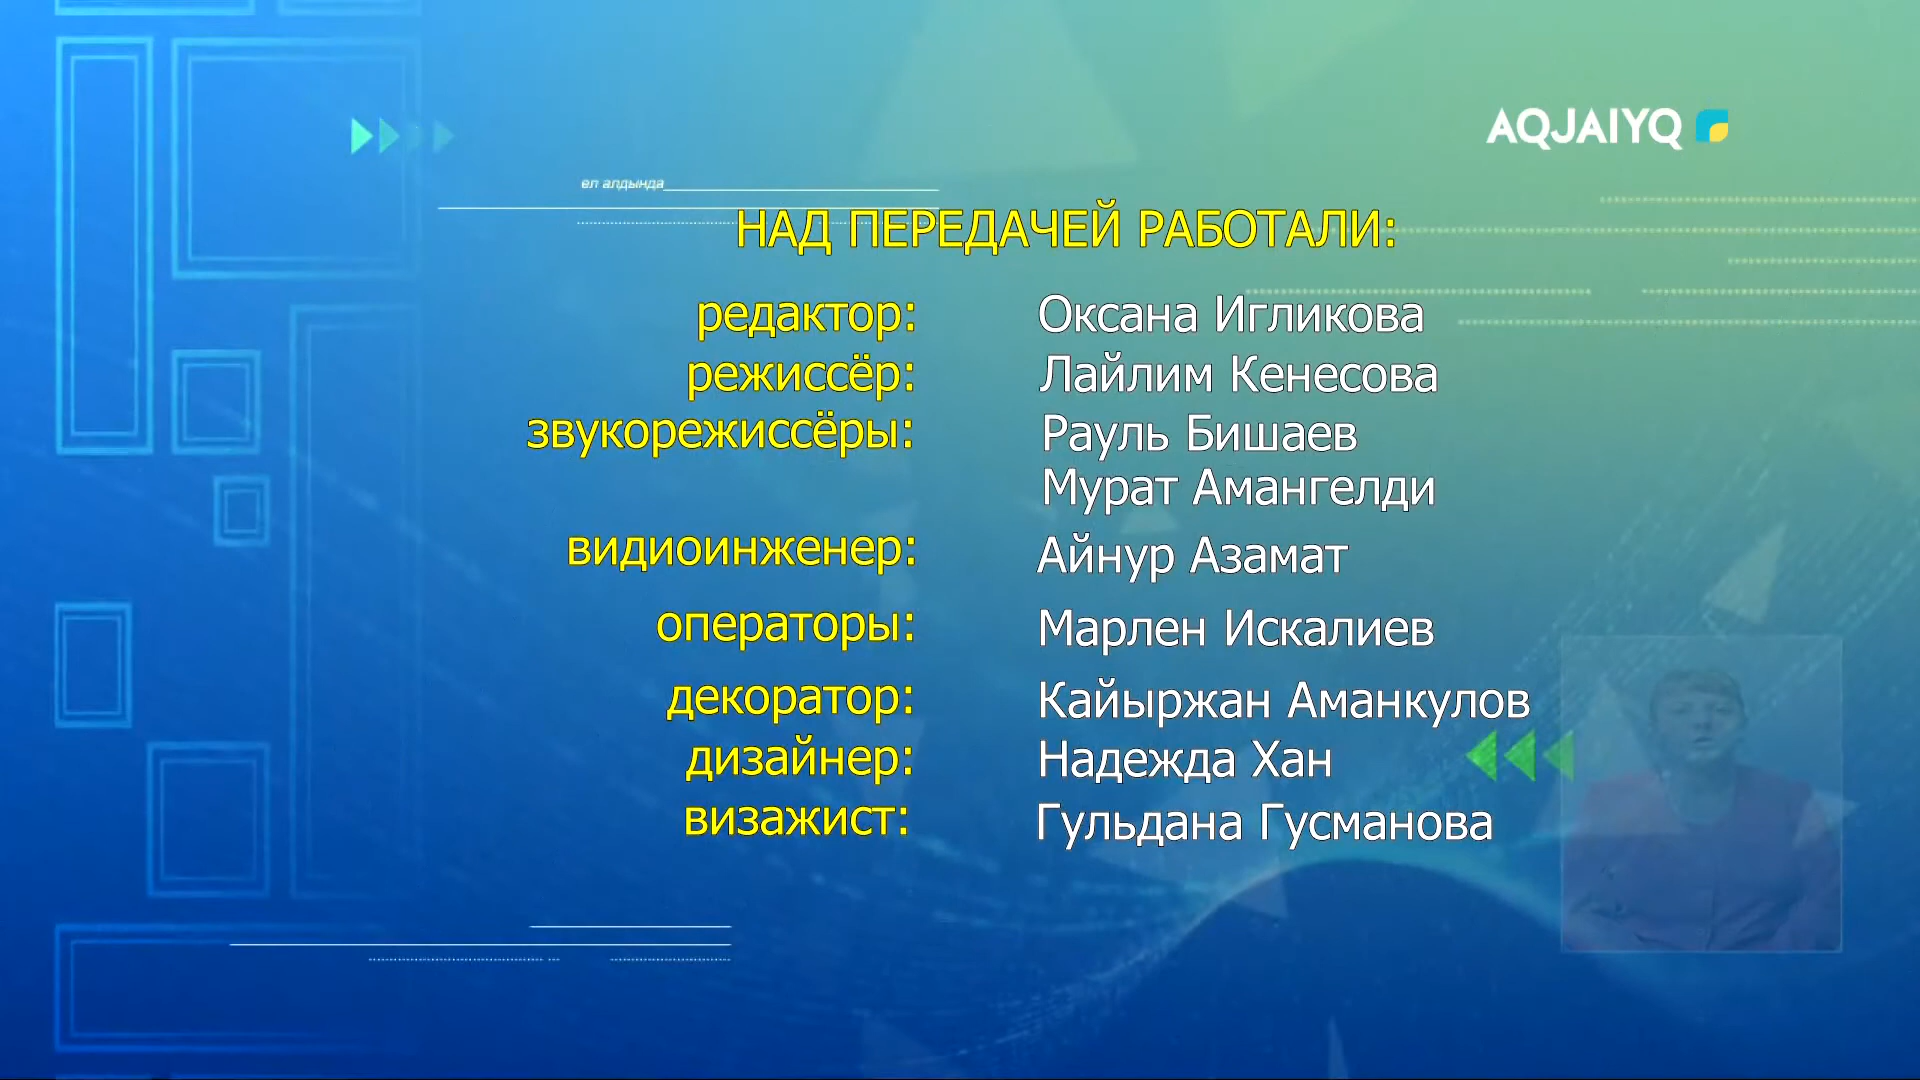 AQJAIYQ
ел алдында
НАД ПЕРЕДАЧЕЙ РАБОТАЛИ:
редактор: Оксана Игликова
режиссёр: Лайлим Кенесова
звукорежиссёры: Рауль Бишаев
Мурат Амангелди
видиоинженер: Айнур Азамат
операторы: Марлен Искалиев
декоратор: Кайыржан Аманкулов
дизайнер: Надежда Хан
визажист: Гульдана Гусманова